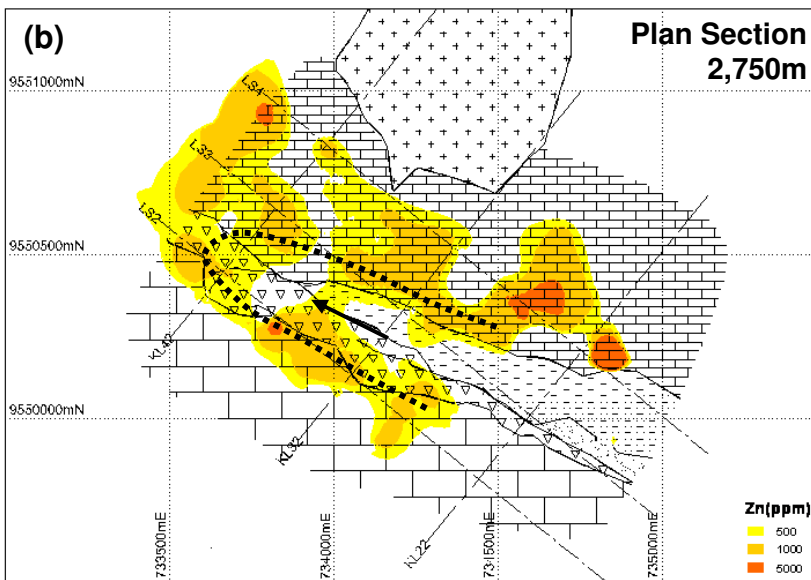 (b)
Plan Section
2,750m
9551000mN
LS4
LS3
LS2
9550500mN
KL42
9550000mN
KL32
KL22
733500mE
734000mE
734500mE
735000mE
Zn(ppm)
500
1000
5000